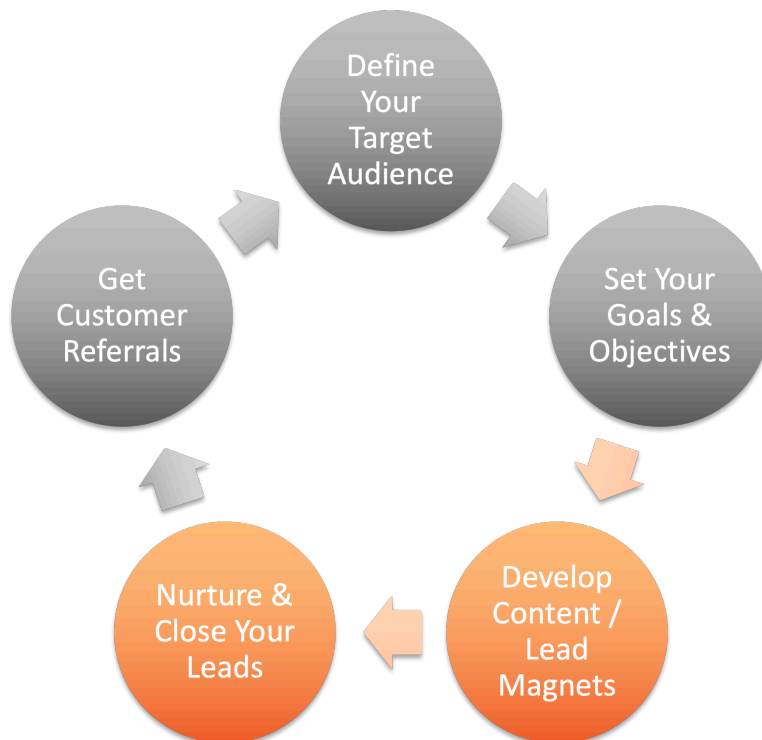 Define
Your
Target
Audience
Set Your
Goals &
Objectives
Develop
Content /
Lead
Magnets
Nurture &
Close Your
Leads
Get
Customer
Referrals